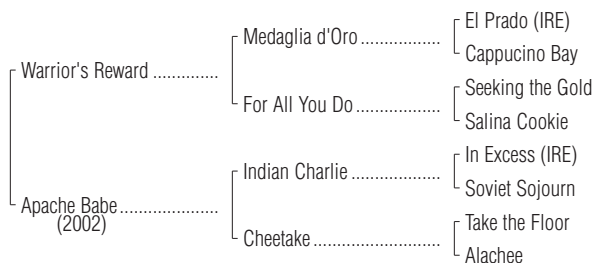 El Prado (IRE)
Medaglia d'Oro ................
Cappucino Bay
Warrior's Reward .............
Seeking the Gold
For All You Do .................
Salina Cookie
In Excess (IRE)
Indian Charlie ..................
Soviet Sojourn
Apache Babe ...................
(2002)
Take the Floor
Cheetake .........................
Alachee